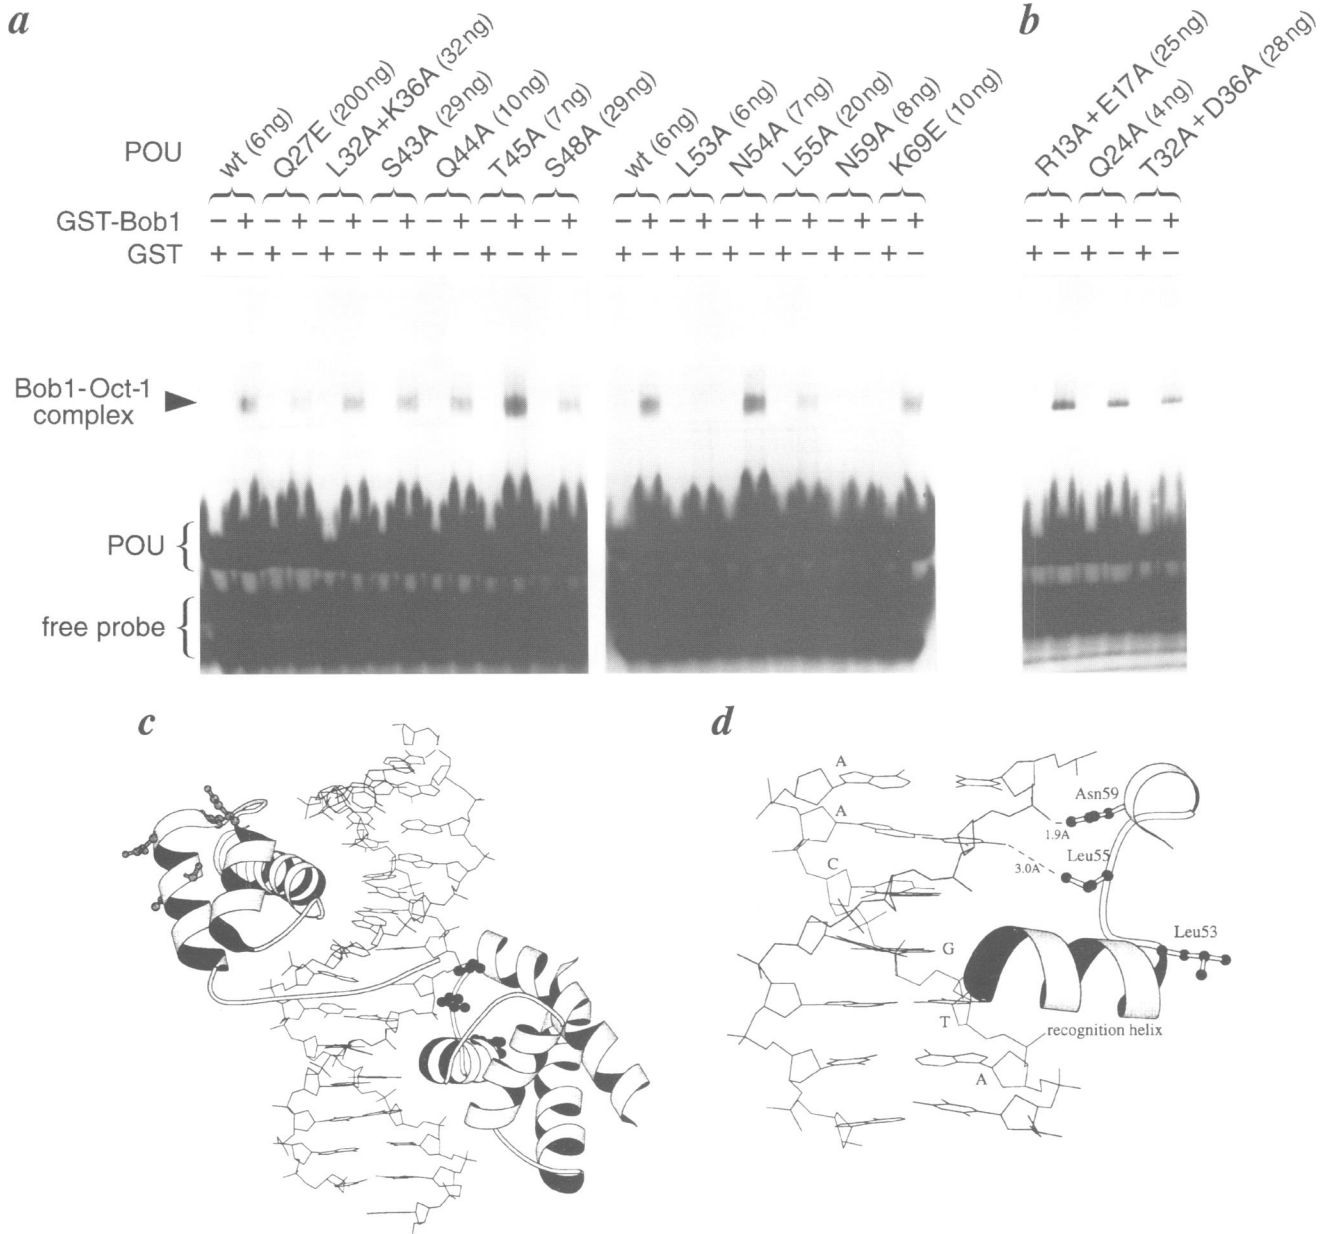 a
b
POU
wt (6ng)
Q27E (200ng)
L32A+K36A (32ng)
S43A (29ng)
Q44A (10ng)
T45A (7ng)
S48A (29ng)
wt (6ng)
L53A (6ng)
N54A (7ng)
L55A (20ng)
N59A (8ng)
K69E (10ng)
R13A+E17A (25ng)
Q24A (4ng)
T32A+D36A (28ng)
GST-Bob1 − + − + − + − + − + − + − + − + − + − + − + − + − + − + − + − +
GST + − + − + − + − + − + − + − + − + − + − + − + − + − + − + − + −
Bob1-Oct-1
complex
POU
free probe
c
d
A
A
C
G
T
A
Asn59
1.9A
Leu55
3.0A
Leu53
recognition helix